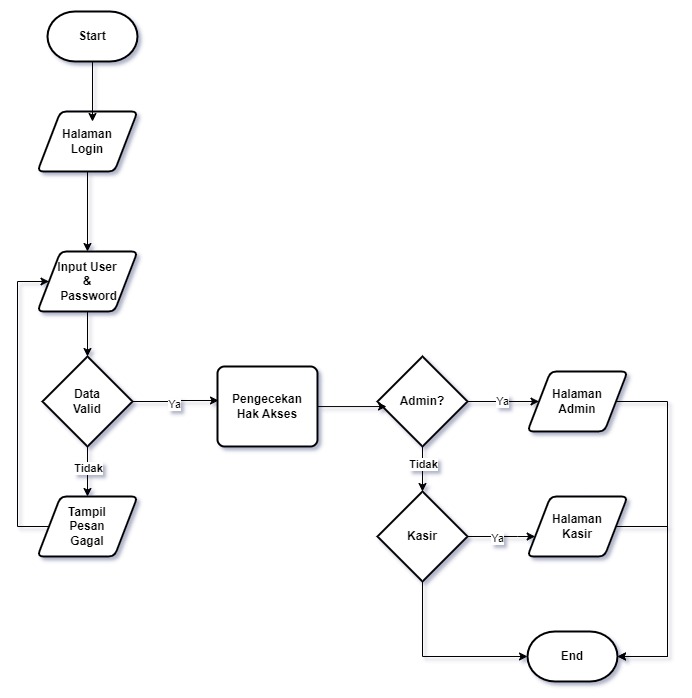 Start
Halaman
Login
Input User
&
Password
Data
Valid
Ya
Pengecekan
Hak Akses
Admin?
Ya
Halaman
Admin
Tidak
Tampil
Pesan
Gagal
Tidak
Kasir
Ya
Halaman
Kasir
End